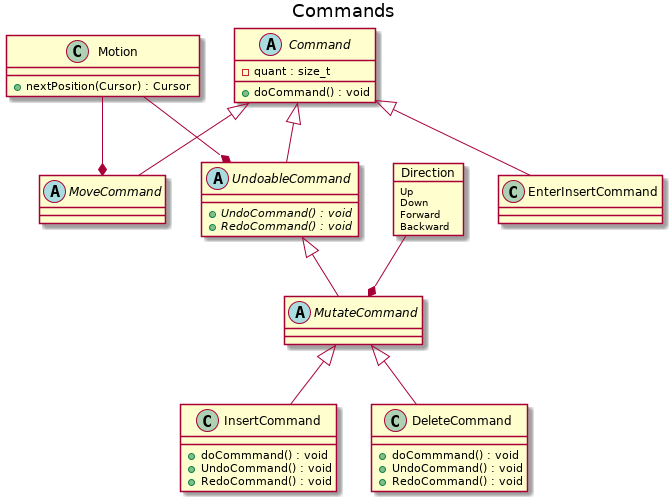 Commands
C Motion
nextPosition(Cursor) : Cursor
A Command
quant : size_t
doCommand() : void
A MoveCommand
A UndoableCommand
UndoCommand() : void
RedoCommand() : void
Direction
Up
Down
Forward
Backward
C EnterInsertCommand
A MutateCommand
C InsertCommand
doCommmand() : void
UndoCommand() : void
RedoCommand() : void
C DeleteCommand
doCommmand() : void
UndoCommand() : void
RedoCommand() : void